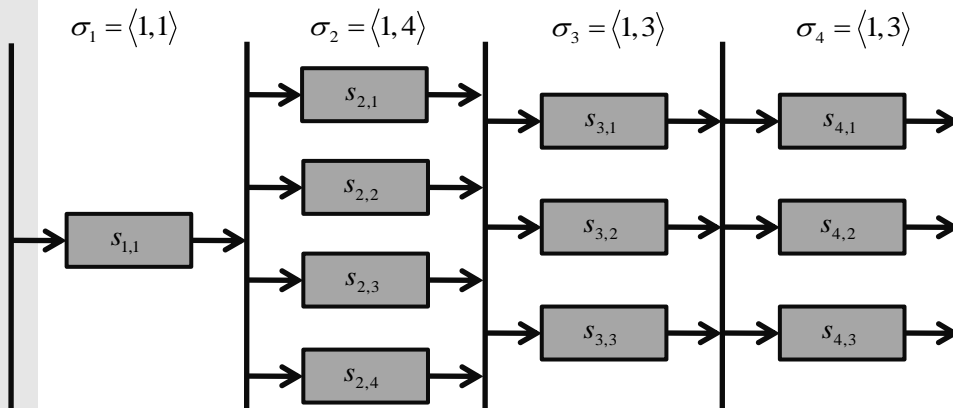 σ₁ = ⟨1,1⟩ σ₂ = ⟨1,4⟩ σ₃ = ⟨1,3⟩ σ₄ = ⟨1,3⟩
s₂,₁
s₃,₁ s₄,₁
s₂,₂
s₁,₁ s₃,₂ s₄,₂
s₂,₃
s₃,₃ s₄,₃
s₂,₄